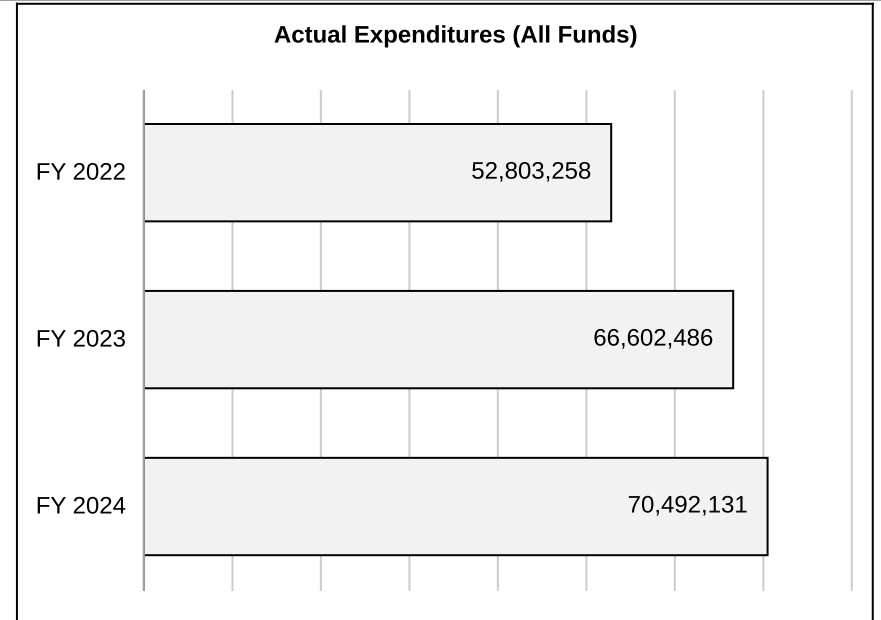 Actual Expenditures (All Funds)
FY 2022
52,803,258
FY 2023
66,602,486
FY 2024
70,492,131